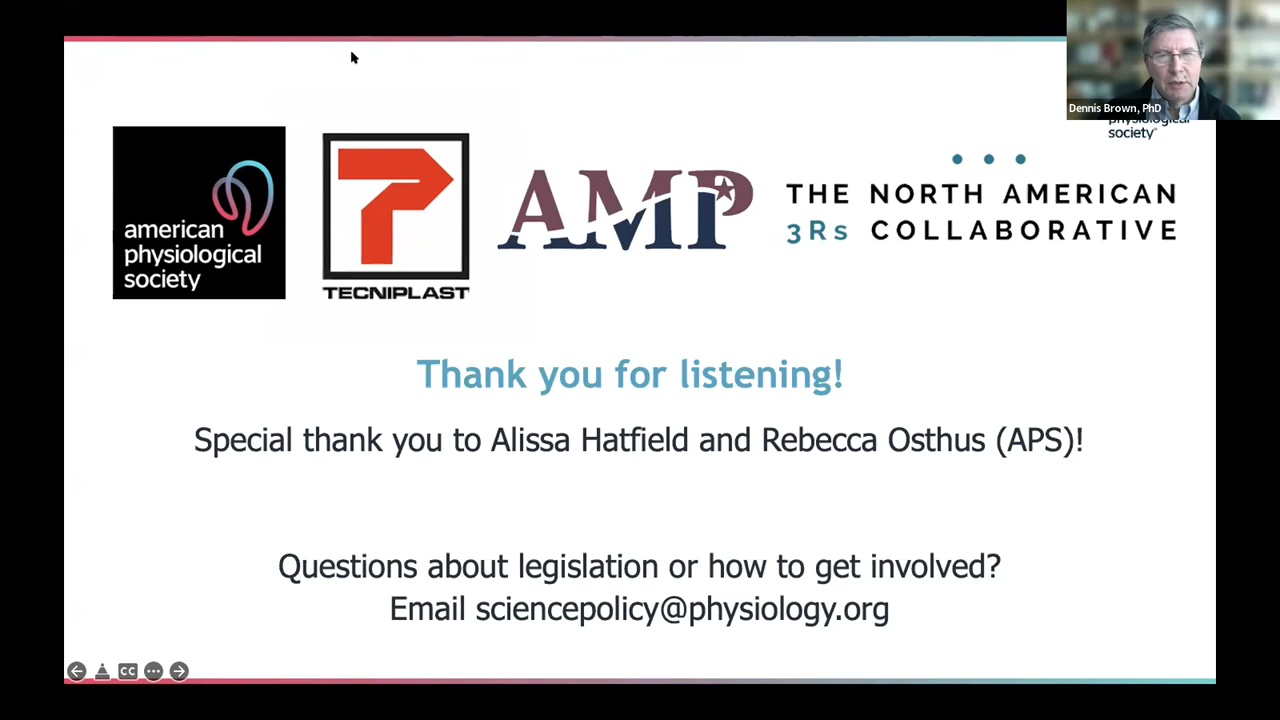 Dennis Brown, PhD
physiological
society
american
physiological
society
TECNIPLAST
AMP
THE NORTH AMERICAN
3Rs COLLABORATIVE
Thank you for listening!
Special thank you to Alissa Hatfield and Rebecca Osthus (APS)!
Questions about legislation or how to get involved?
Email sciencepolicy@physiology.org
CC